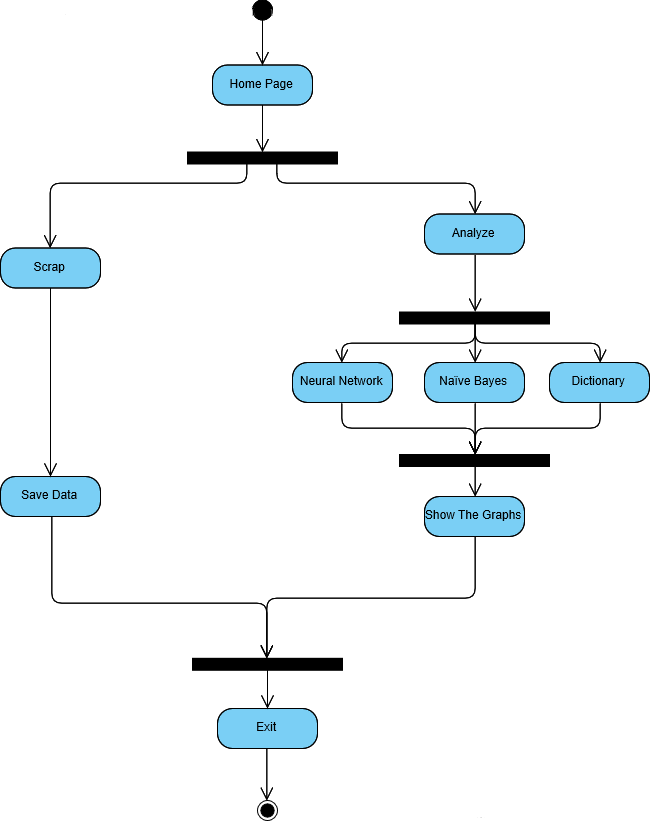 Home Page
Analyze
Scrap
Neural Network
Naïve Bayes
Dictionary
Save Data
Show The Graphs
Exit